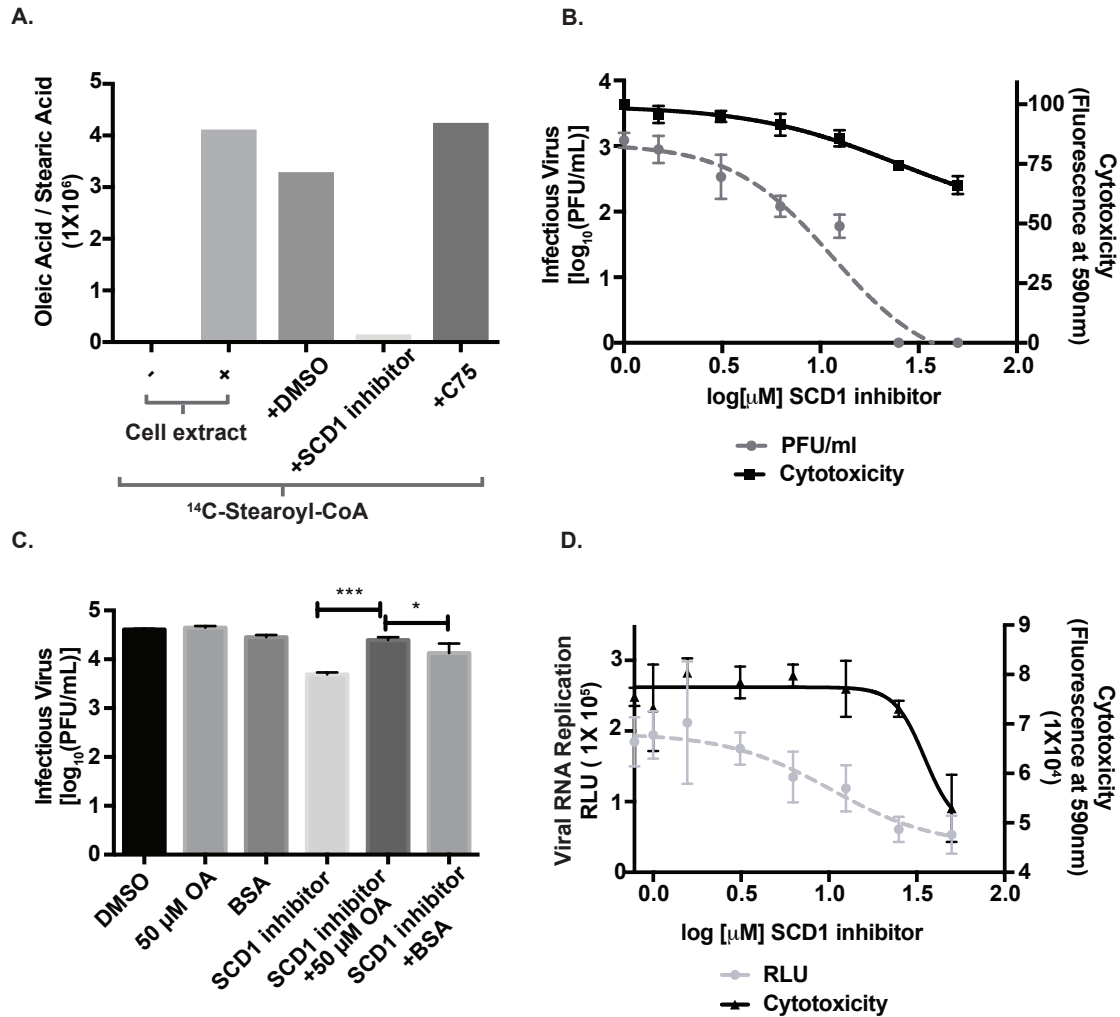 A.
5
4
3
2
1
0
Oleic Acid / Stearic Acid
(1X10⁶)
-
+
+DMSO
+SCD1 inhibitor
+C75
Cell extract
¹⁴C-Stearoyl-CoA
B.
4
3
2
1
0
Infectious Virus
[log₁₀(PFU/mL)]
100
75
50
25
0
Cytotoxicity
(Fluorescence at 590nm)
0.0
0.5
1.0
1.5
2.0
log[µM] SCD1 inhibitor
PFU/ml
Cytotoxicity
C.
5
4
3
2
1
0
Infectious Virus
[log₁₀(PFU/mL)]
***
*
DMSO
50 µM OA
BSA
SCD1 inhibitor
SCD1 inhibitor
+50 µM OA
SCD1 inhibitor
+BSA
D.
3
2
1
0
Viral RNA Replication
RLU ( 1X 10⁵)
9
8
7
6
5
4
Cytotoxicity
(Fluorescence at 590nm)
(1X10⁴)
0.0
0.5
1.0
1.5
2.0
log [µM] SCD1 inhibitor
RLU
Cytotoxicity